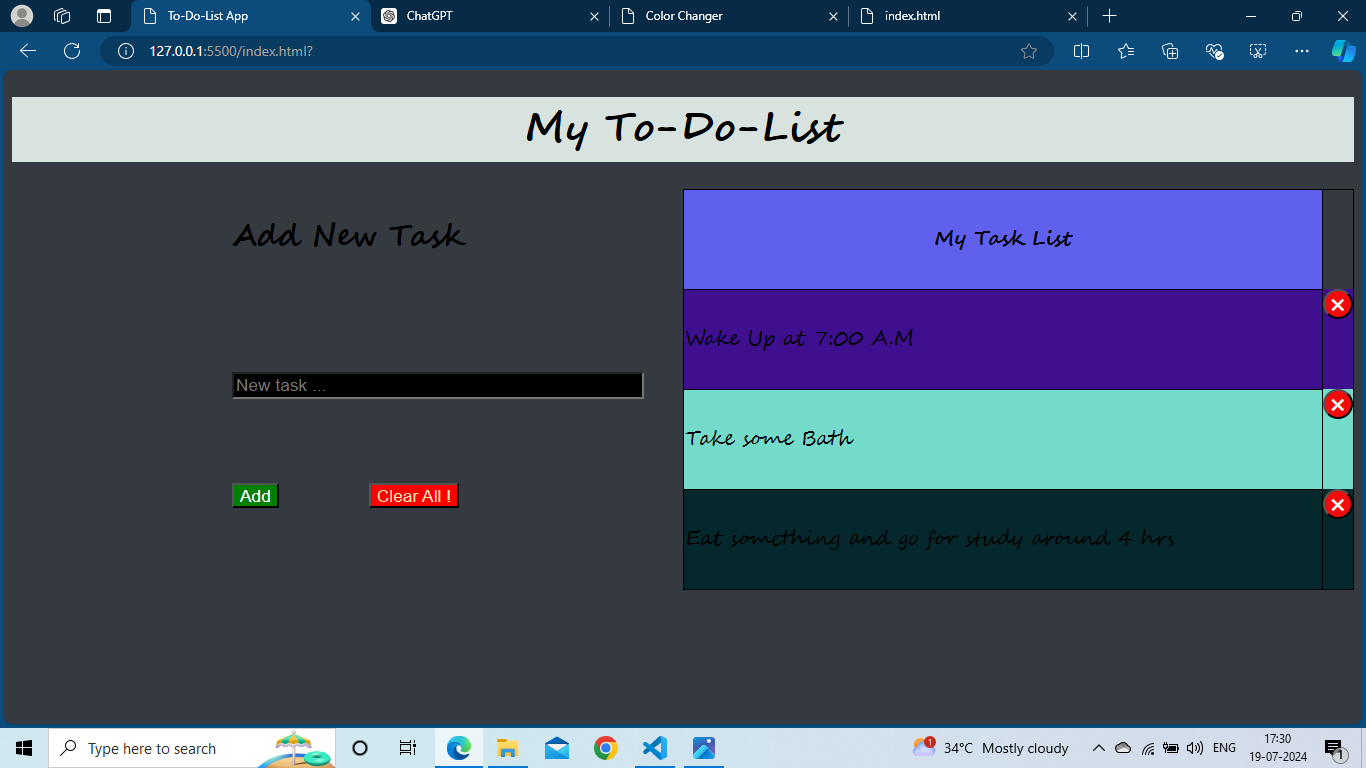 To-Do-List App
ChatGPT
Color Changer
index.html
127.0.0.1:5500/index.html?
My To-Do-List
Add New Task
New task ...
Add
Clear All !
My Task List
Wake Up at 7:00 A.M
Take some Bath
Eat something and go for study around 4 hrs
Type here to search
1
34°C Mostly cloudy
ENG
17:30
19-07-2024
1